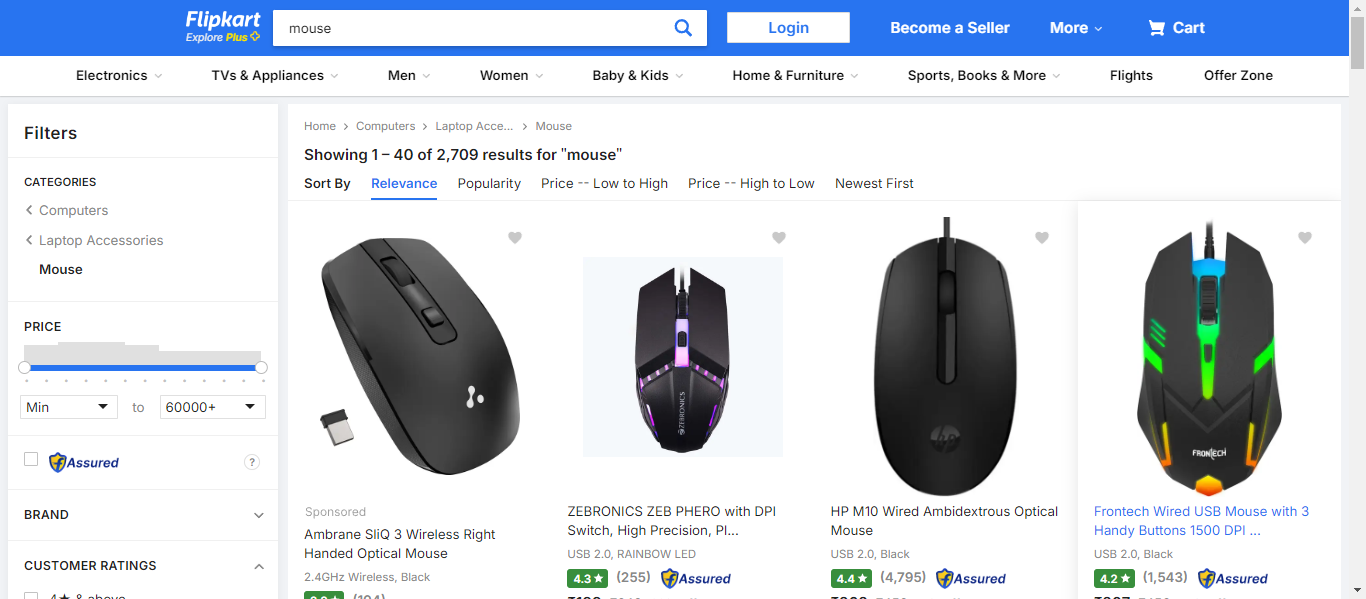 Flipkart
Explore Plus
mouse
Login
Become a Seller
More
Cart
Electronics
TVs & Appliances
Men
Women
Baby & Kids
Home & Furniture
Sports, Books & More
Flights
Offer Zone
Filters
CATEGORIES
Computers
Laptop Accessories
Mouse
PRICE
Min
to
60000+
Assured
?
BRAND
CUSTOMER RATINGS
4★ & above
Home > Computers > Laptop Acce... > Mouse
Showing 1 – 40 of 2,709 results for "mouse"
Sort By Relevance Popularity Price -- Low to High Price -- High to Low Newest First
Sponsored
Ambrane SliQ 3 Wireless Right
Handed Optical Mouse
2.4GHz Wireless, Black
ZEBRONICS
ZEBRONICS ZEB PHERO with DPI
Switch, High Precision, Pl...
USB 2.0, RAINBOW LED
4.3★ (255) Assured
hp
HP M10 Wired Ambidextrous Optical
Mouse
USB 2.0, Black
4.4★ (4,795) Assured
FRONTECH
Frontech Wired USB Mouse with 3
Handy Buttons 1500 DPI ...
USB 2.0, Black
4.2★ (1,543) Assured